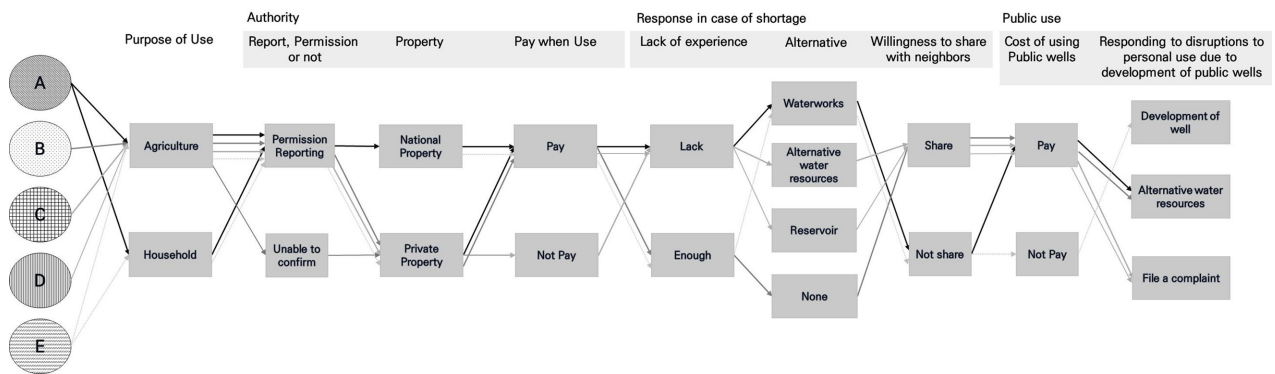 Authority
Response in case of shortage
Public use
Purpose of Use
Report, Permission
or not
Property
Pay when Use
Lack of experience
Alternative
Willingness to share
with neighbors
Cost of using
Public wells
Responding to disruptions to
personal use due to
development of public wells
A
B
C
D
E
Agriculture
Household
Permission
Reporting
Unable to
confirm
National
Property
Private
Property
Pay
Not Pay
Lack
Enough
Waterworks
Alternative
water
resources
Reservoir
None
Share
Not share
Pay
Not Pay
Development of
well
Alternative water
resources
File a complaint